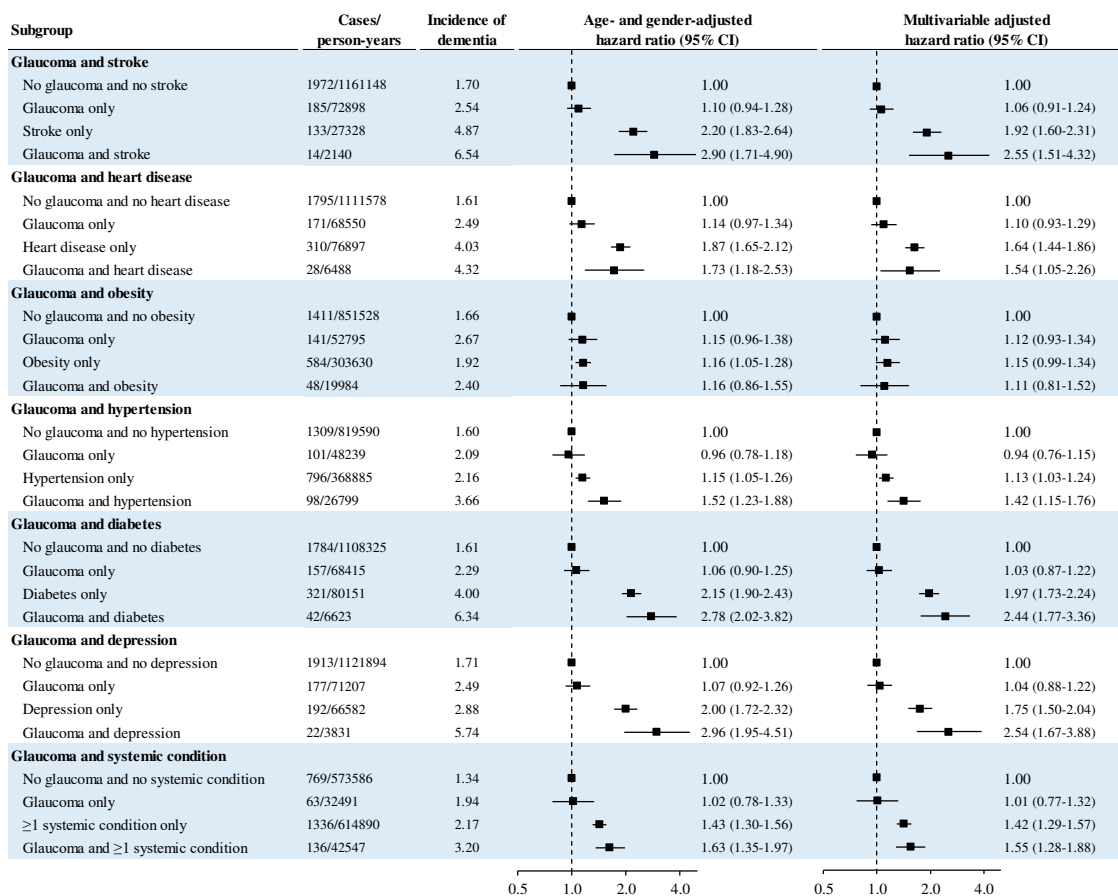 Subgroup Cases/ person-years Incidence of dementia Age- and gender-adjusted hazard ratio (95% CI) Multivariable adjusted hazard ratio (95% CI)
Glaucoma and stroke
No glaucoma and no stroke 1972/1161148 1.70 1.00 1.00
Glaucoma only 185/72898 2.54 1.10 (0.94-1.28) 1.06 (0.91-1.24)
Stroke only 133/27328 4.87 2.20 (1.83-2.64) 1.92 (1.60-2.31)
Glaucoma and stroke 14/2140 6.54 2.90 (1.71-4.90) 2.55 (1.51-4.32)
Glaucoma and heart disease
No glaucoma and no heart disease 1795/1111578 1.61 1.00 1.00
Glaucoma only 171/68550 2.49 1.14 (0.97-1.34) 1.10 (0.93-1.29)
Heart disease only 310/76897 4.03 1.87 (1.65-2.12) 1.64 (1.44-1.86)
Glaucoma and heart disease 28/6488 4.32 1.73 (1.18-2.53) 1.54 (1.05-2.26)
Glaucoma and obesity
No glaucoma and no obesity 1411/851528 1.66 1.00 1.00
Glaucoma only 141/52795 2.67 1.15 (0.96-1.38) 1.12 (0.93-1.34)
Obesity only 584/303630 1.92 1.16 (1.05-1.28) 1.15 (0.99-1.34)
Glaucoma and obesity 48/19984 2.40 1.16 (0.86-1.55) 1.11 (0.81-1.52)
Glaucoma and hypertension
No glaucoma and no hypertension 1309/819590 1.60 1.00 1.00
Glaucoma only 101/48239 2.09 0.96 (0.78-1.18) 0.94 (0.76-1.15)
Hypertension only 796/368885 2.16 1.15 (1.05-1.26) 1.13 (1.03-1.24)
Glaucoma and hypertension 98/26799 3.66 1.52 (1.23-1.88) 1.42 (1.15-1.76)
Glaucoma and diabetes
No glaucoma and no diabetes 1784/1108325 1.61 1.00 1.00
Glaucoma only 157/68415 2.29 1.06 (0.90-1.25) 1.03 (0.87-1.22)
Diabetes only 321/80151 4.00 2.15 (1.90-2.43) 1.97 (1.73-2.24)
Glaucoma and diabetes 42/6623 6.34 2.78 (2.02-3.82) 2.44 (1.77-3.36)
Glaucoma and depression
No glaucoma and no depression 1913/1121894 1.71 1.00 1.00
Glaucoma only 177/71207 2.49 1.07 (0.92-1.26) 1.04 (0.88-1.22)
Depression only 192/66582 2.88 2.00 (1.72-2.32) 1.75 (1.50-2.04)
Glaucoma and depression 22/3831 5.74 2.96 (1.95-4.51) 2.54 (1.67-3.88)
Glaucoma and systemic condition
No glaucoma and no systemic condition 769/573586 1.34 1.00 1.00
Glaucoma only 63/32491 1.94 1.02 (0.78-1.33) 1.01 (0.77-1.32)
≥1 systemic condition only 1336/614890 2.17 1.43 (1.30-1.56) 1.42 (1.29-1.57)
Glaucoma and ≥1 systemic condition 136/42547 3.20 1.63 (1.35-1.97) 1.55 (1.28-1.88)
0.5 1.0 2.0 4.0 0.5 1.0 2.0 4.0